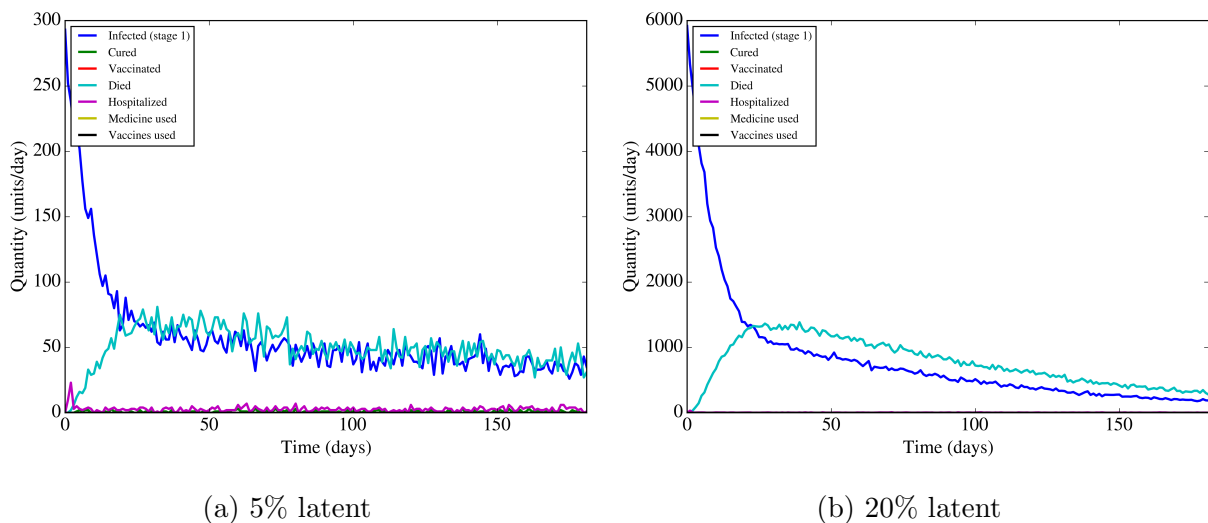 300
250
200
150
100
50
0
Quantity (units/day)
Infected (stage 1)
Cured
Vaccinated
Died
Hospitalized
Medicine used
Vaccines used
0 50 100 150
Time (days)
(a) 5% latent
6000
5000
4000
3000
2000
1000
0
Quantity (units/day)
Infected (stage 1)
Cured
Vaccinated
Died
Hospitalized
Medicine used
Vaccines used
0 50 100 150
Time (days)
(b) 20% latent